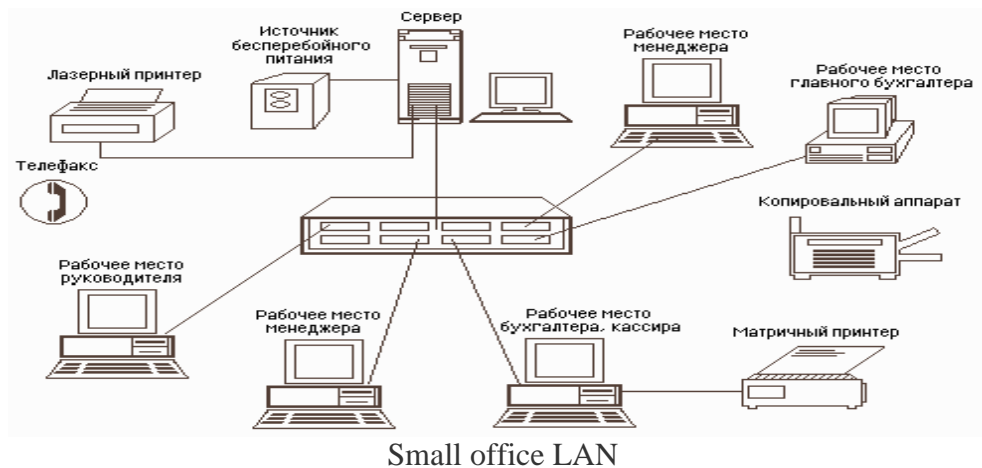 Сервер
Источник
бесперебойного
питания
Рабочее место
менеджера
Лазерный принтер
Рабочее место
главного бухгалтера
Телефакс
Копировальный аппарат
Рабочее место
руководителя
Рабочее место
менеджера
Рабочее место
бухгалтера, кассира
Матричный принтер
Small office LAN